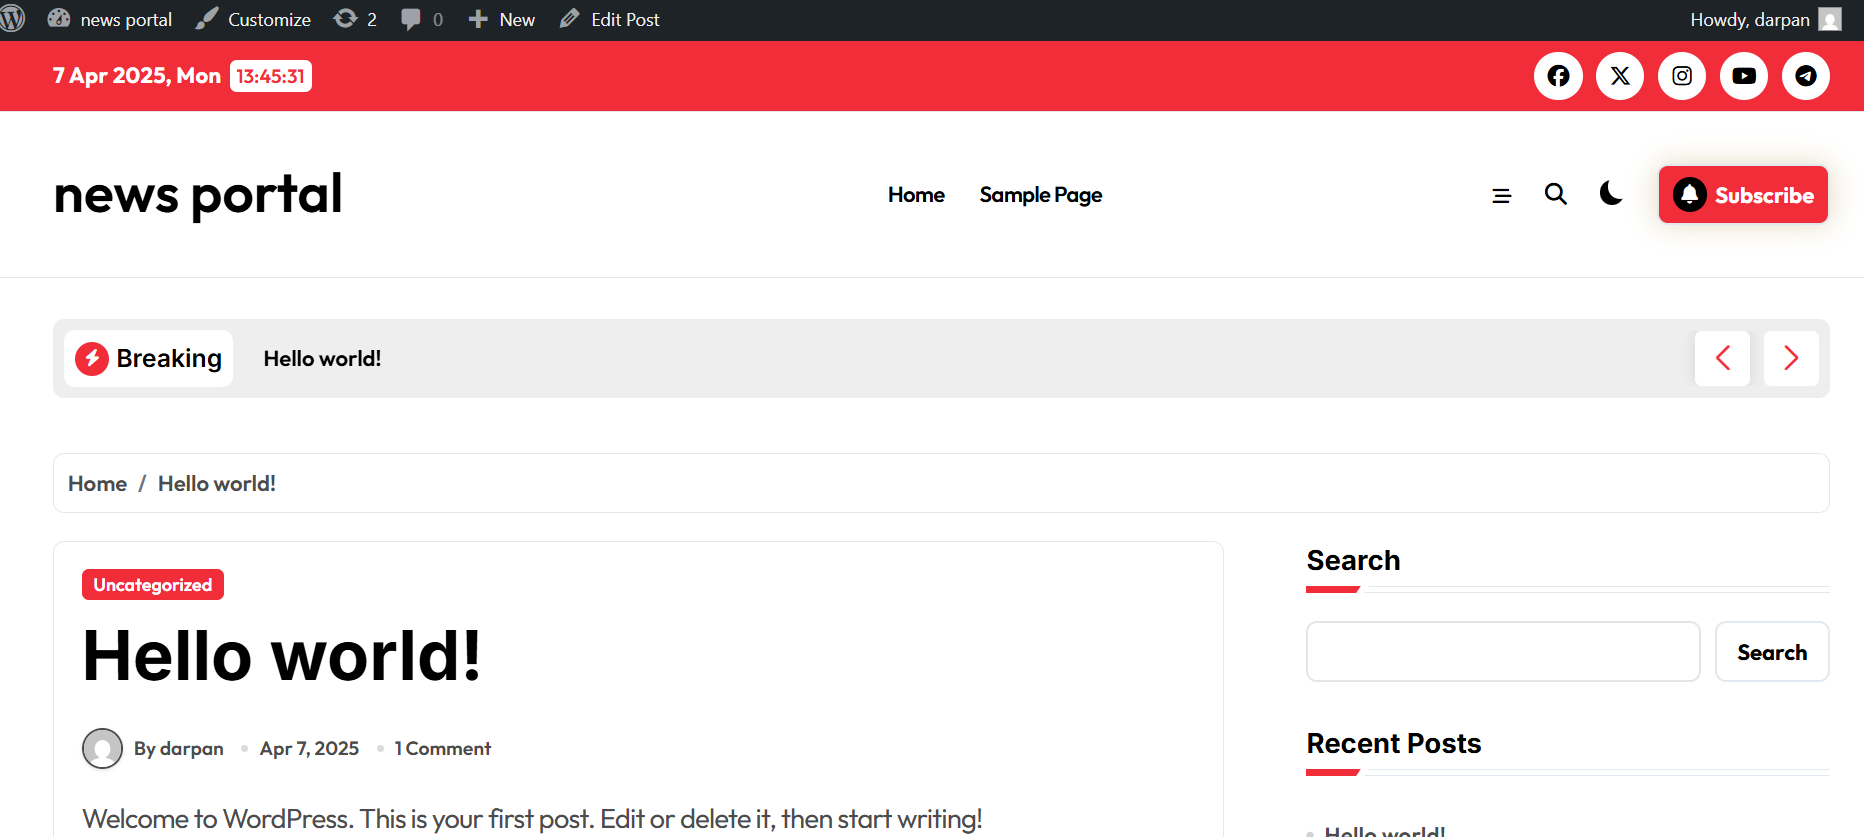 news portal Customize 2 0 New Edit Post Howdy, darpan
7 Apr 2025, Mon 13:45:31
news portal Home Sample Page Subscribe
Breaking Hello world!
Home / Hello world!
Uncategorized
Hello world!
By darpan Apr 7, 2025 1 Comment
Welcome to WordPress. This is your first post. Edit or delete it, then start writing!
Search
Search
Recent Posts
Hello world!